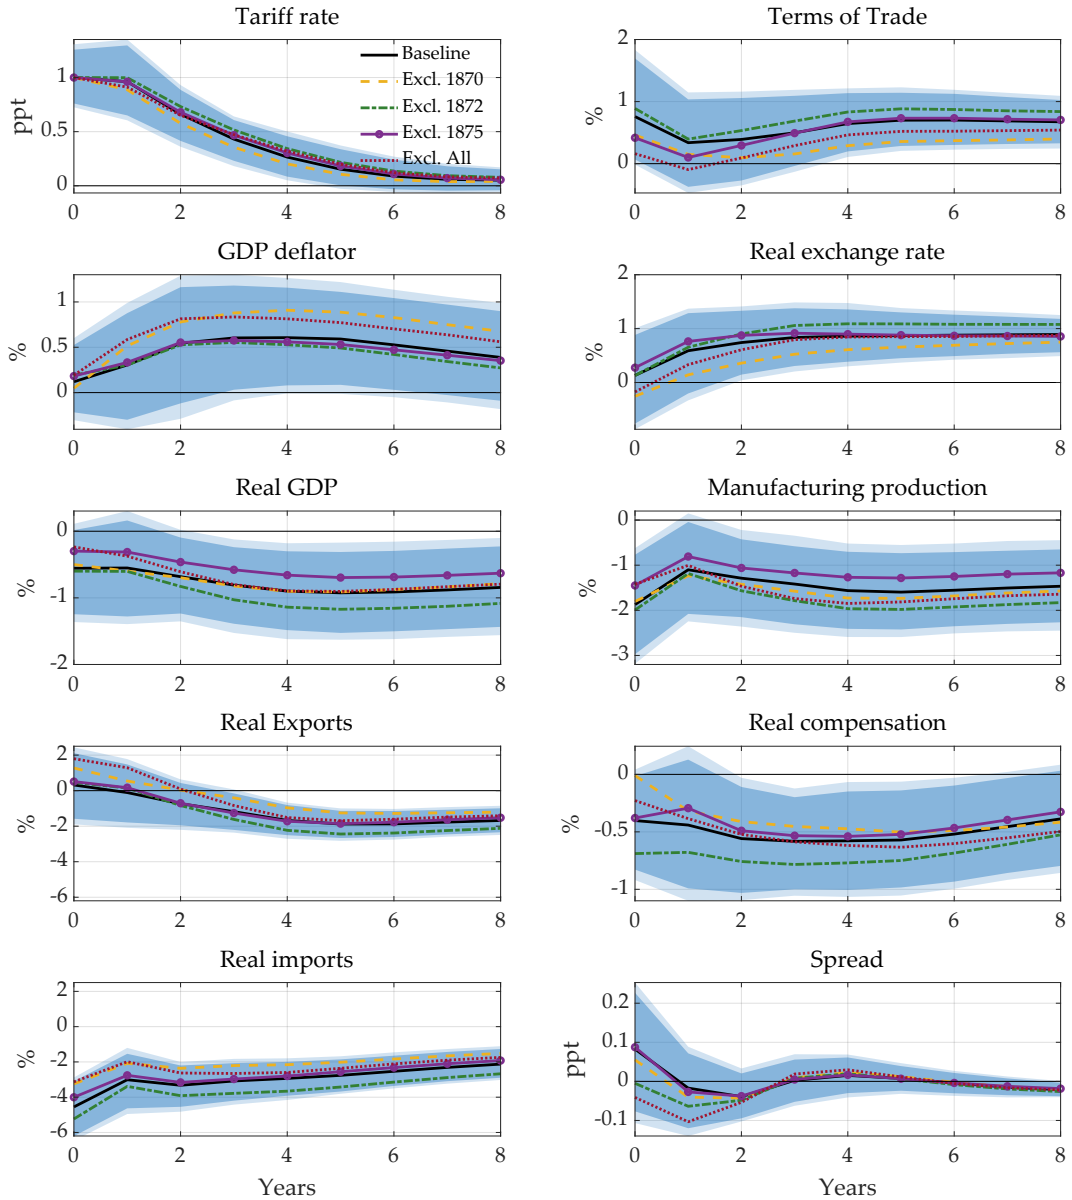 Tariff rate
ppt
1
0.5
0
0 2 4 6 8
Baseline
Excl. 1870
Excl. 1872
Excl. 1875
Excl. All
Terms of Trade
%
2
1
0
0 2 4 6 8
GDP deflator
%
1
0.5
0
0 2 4 6 8
Real exchange rate
%
2
1
0
0 2 4 6 8
Real GDP
%
0
-1
-2
0 2 4 6 8
Manufacturing production
%
0
-1
-2
-3
0 2 4 6 8
Real Exports
%
2
0
-2
-4
-6
0 2 4 6 8
Real compensation
%
0
-0.5
-1
0 2 4 6 8
Real imports
%
2
0
-2
-4
-6
0 2 4 6 8
Years
Spread
ppt
0.2
0.1
0
-0.1
0 2 4 6 8
Years